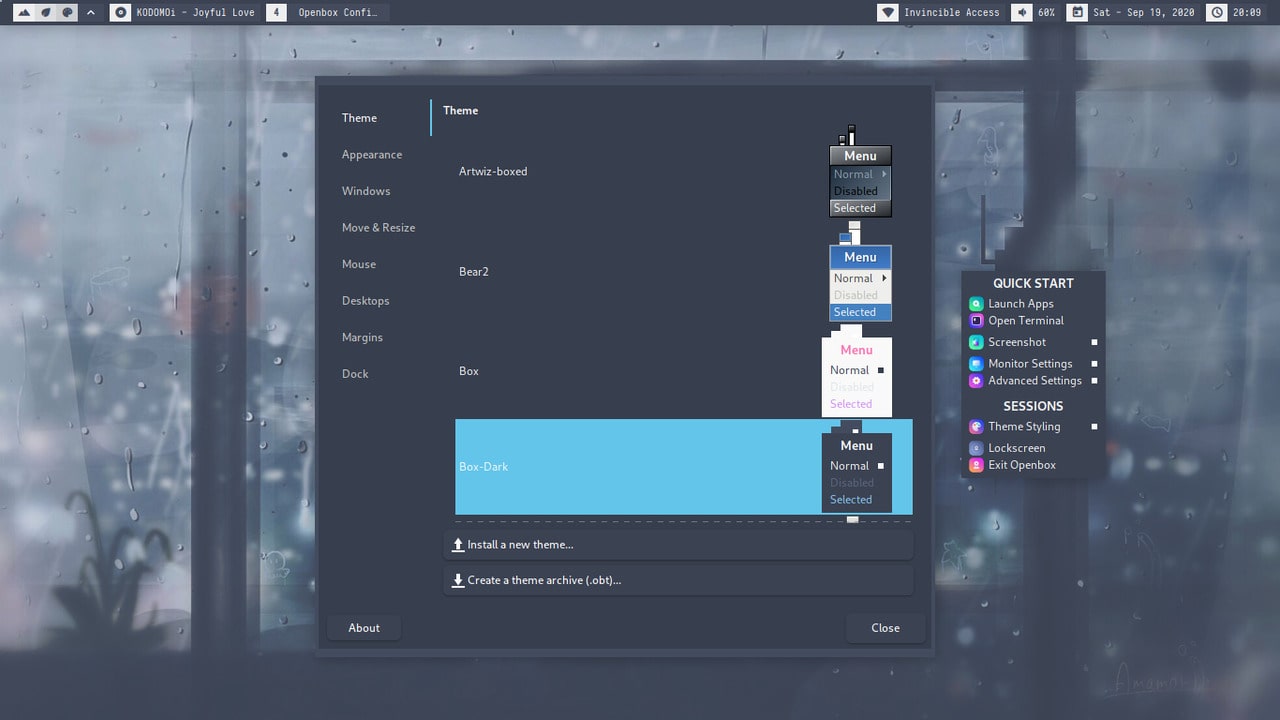 KODOMOi - Joyful Love
4
Openbox Confi…
Invincible Access
60%
Sat - Sep 19, 2020
20:09
Theme
Appearance
Windows
Move & Resize
Mouse
Desktops
Margins
Dock
Theme
Artwiz-boxed
Menu
Normal
Disabled
Selected
Bear2
Menu
Normal
Disabled
Selected
Box
Menu
Normal
Disabled
Selected
Box-Dark
Menu
Normal
Disabled
Selected
Install a new theme...
Create a theme archive (.obt)...
About
Close
QUICK START
Launch Apps
Open Terminal
Screenshot
Monitor Settings
Advanced Settings
SESSIONS
Theme Styling
Lockscreen
Exit Openbox